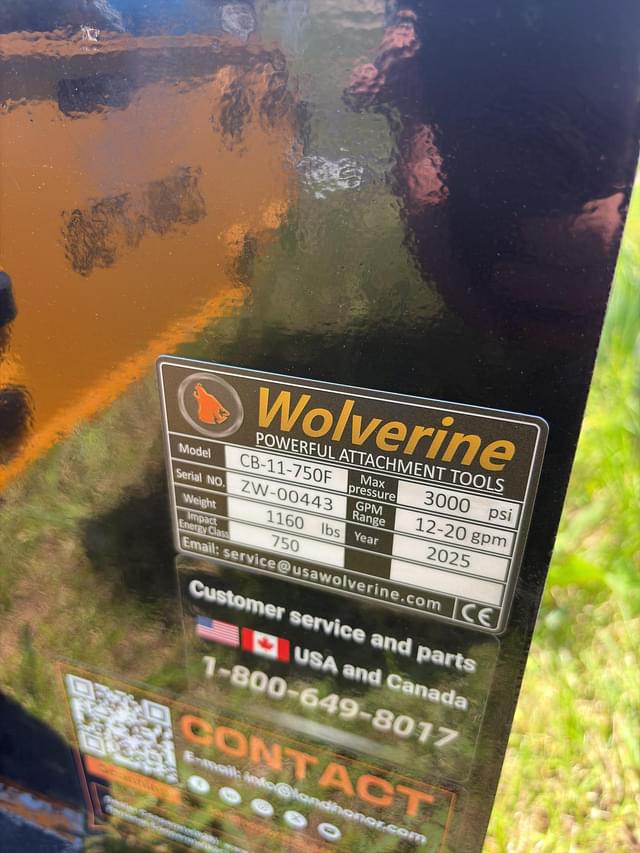 Wolverine
POWERFUL ATTACHMENT TOOLS
Model CB-11-750F Max pressure 3000 psi
Serial NO. ZW-00443 GPM Range 12-20 gpm
Weight 1160 lbs Year 2025
Impact Energy Class 750
Email: service@usawolverine.com CE
Customer service and parts
USA and Canada
1-800-649-8017
CONTACT
E-mail: info@landhonor.com